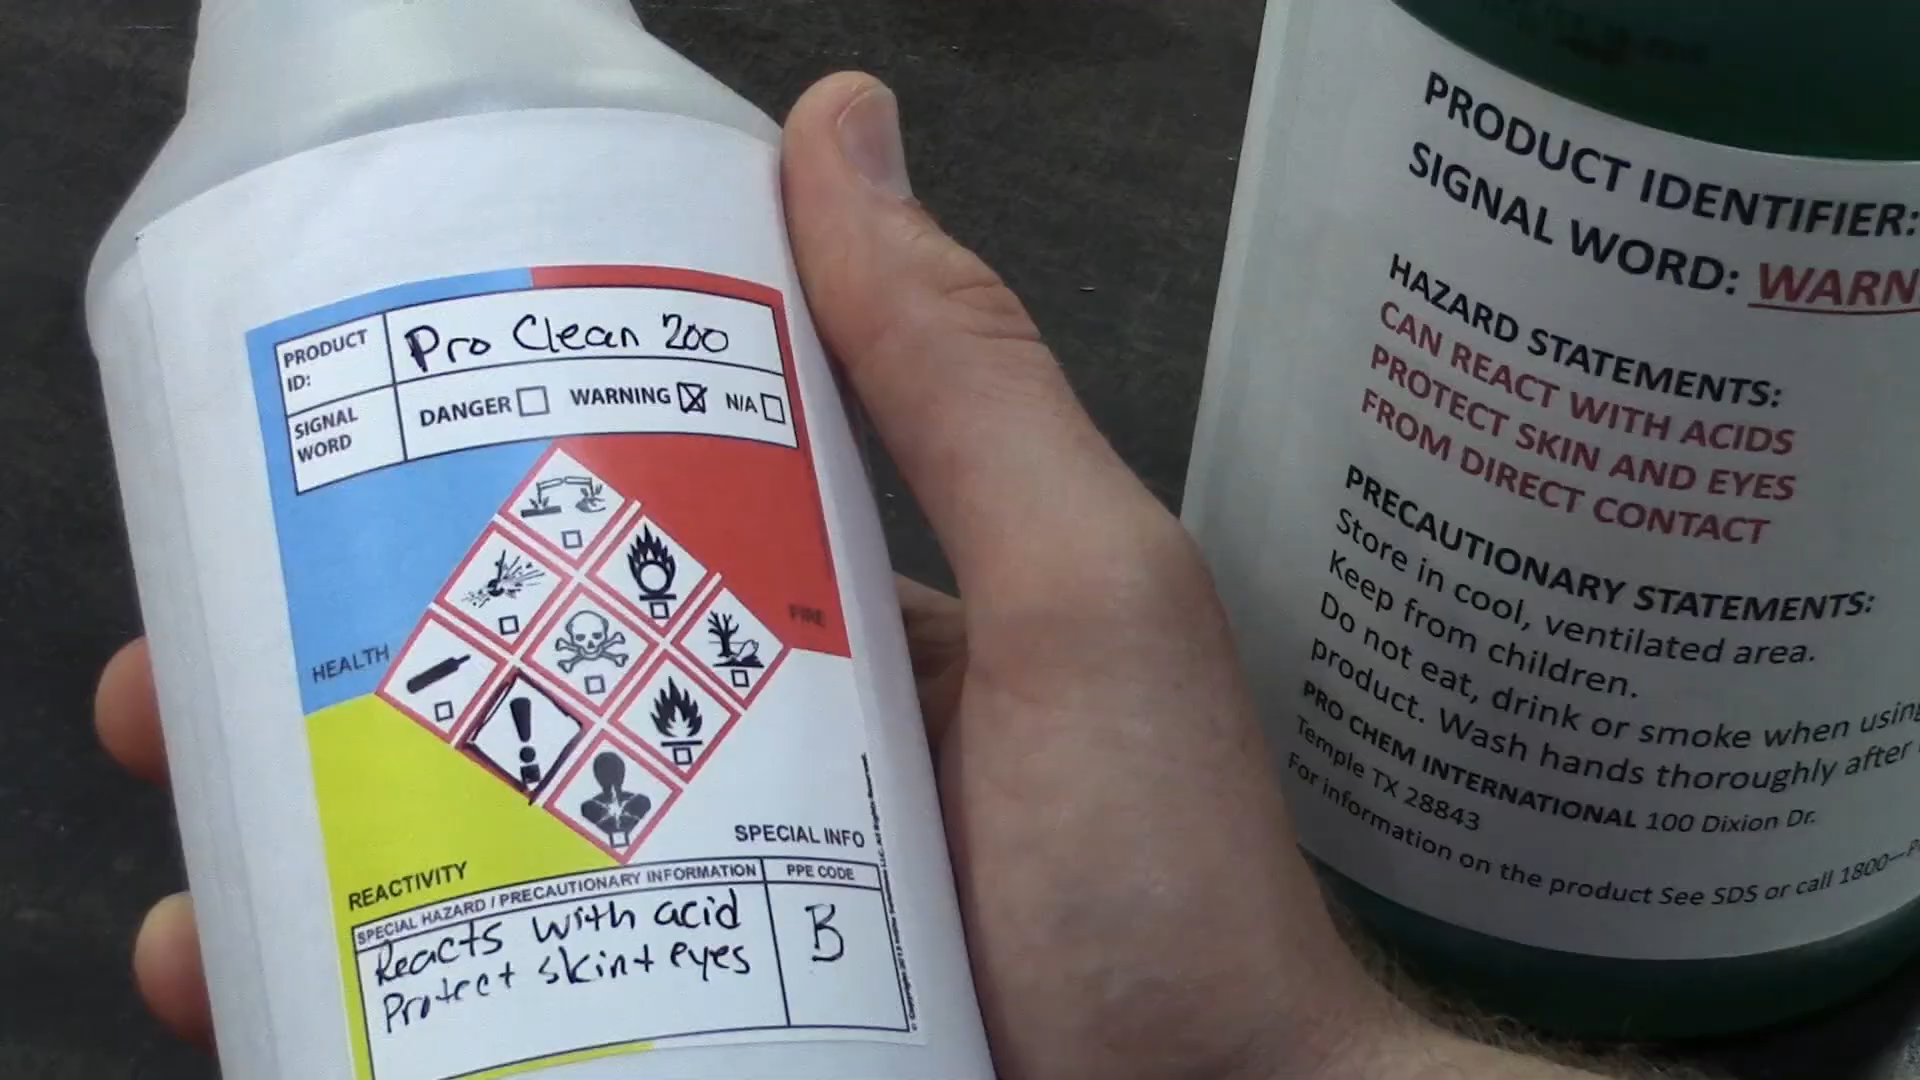 PRODUCT ID:
Pro Clean 200
SIGNAL WORD
DANGER WARNING N/A
HEALTH
FIRE
REACTIVITY
SPECIAL INFO
SPECIAL HAZARD / PRECAUTIONARY INFORMATION
PPE CODE
Reacts with acid
Protect skin + eyes
B
PRODUCT IDENTIFIER:
SIGNAL WORD: WARN
HAZARD STATEMENTS:
CAN REACT WITH ACIDS
PROTECT SKIN AND EYES
FROM DIRECT CONTACT
PRECAUTIONARY STATEMENTS:
Store in cool, ventilated area.
Keep from children.
Do not eat, drink or smoke when using
product. Wash hands thoroughly after
PRO CHEM INTERNATIONAL 100 Dixion Dr.
Temple TX 28843
For information on the product See SDS or call 1800-P